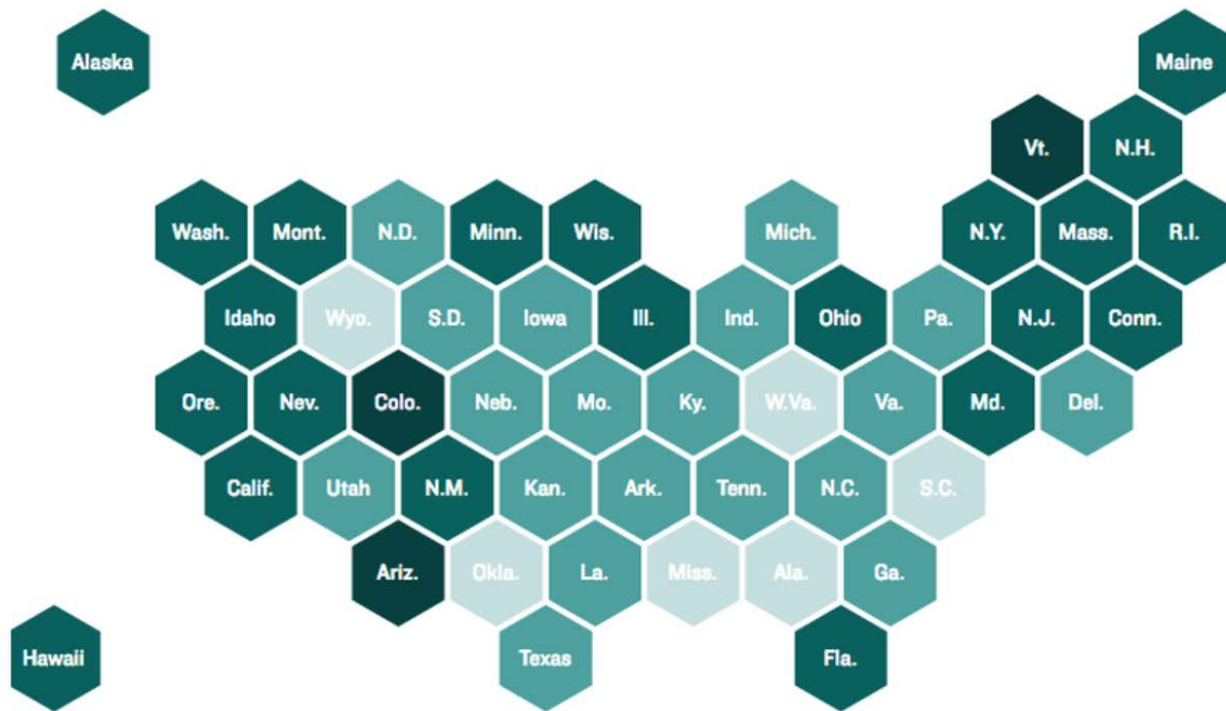 Alaska
Maine
Vt.
N.H.
Wash.
Mont.
N.D.
Minn.
Wis.
Mich.
N.Y.
Mass.
R.I.
Idaho
Wyo.
S.D.
Iowa
Ill.
Ind.
Ohio
Pa.
N.J.
Conn.
Ore.
Nev.
Colo.
Neb.
Mo.
Ky.
W.Va.
Va.
Md.
Del.
Calif.
Utah
N.M.
Kan.
Ark.
Tenn.
N.C.
S.C.
Ariz.
Okla.
La.
Miss.
Ala.
Ga.
Hawaii
Texas
Fla.